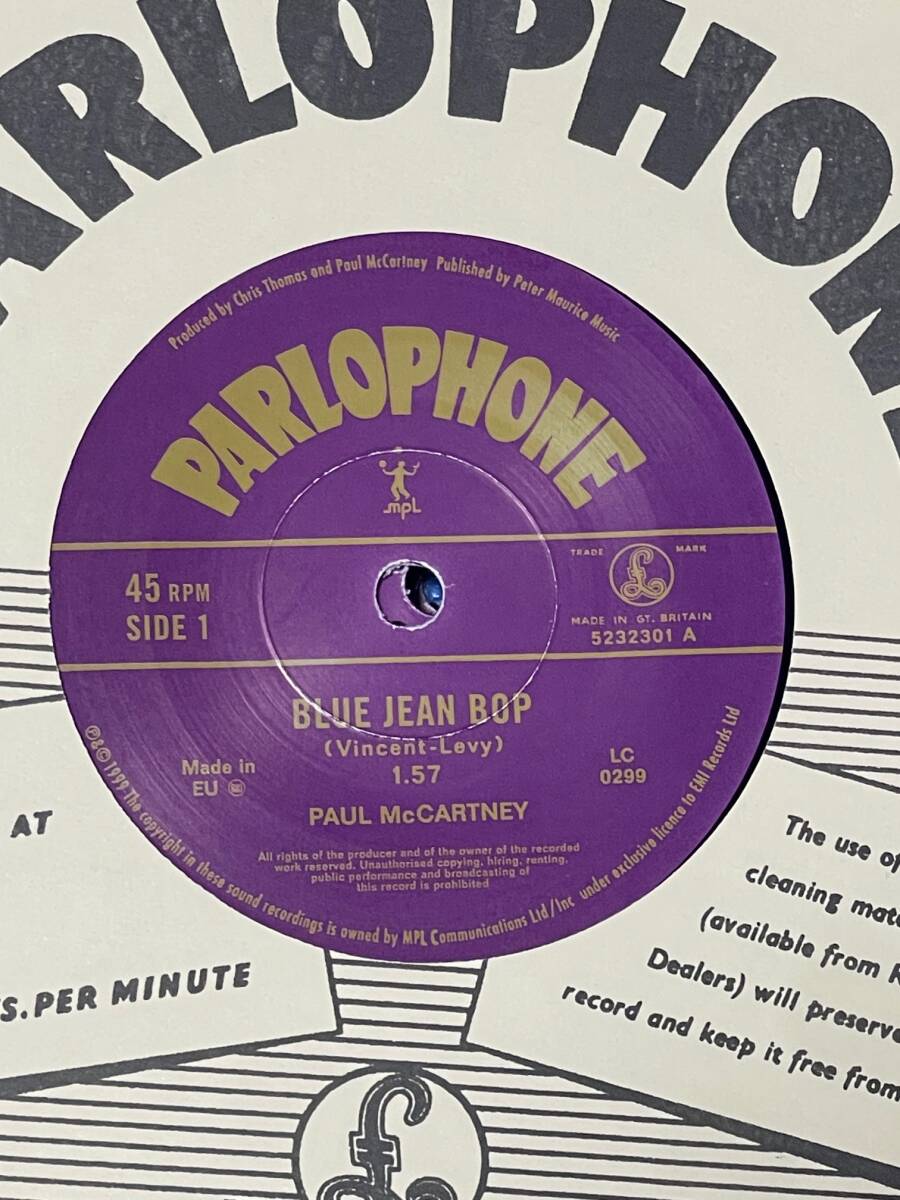 PARLOPHONE
Produced by Chris Thomas and Paul McCartney Published by Peter Maurice Music
PARLOPHONE
mpl
45 RPM
SIDE 1
TRADE MARK
£
MADE IN GT. BRITAIN
5232301 A
BLUE JEAN BOP
(Vincent-Levy)
1.57
Made in
EU
LC
0299
PAUL McCARTNEY
All rights of the producer and of the owner of the recorded
work reserved. Unauthorised copying, hiring, renting,
public performance and broadcasting of
this record is prohibited
℗&©1999 The copyright in these sound recordings is owned by MPL Communications Ltd/Inc under exclusive licence to EMI Records Ltd
AT
S. PER MINUTE
The use of
cleaning mat
(available from R
Dealers) will preserve
record and keep it free from
£